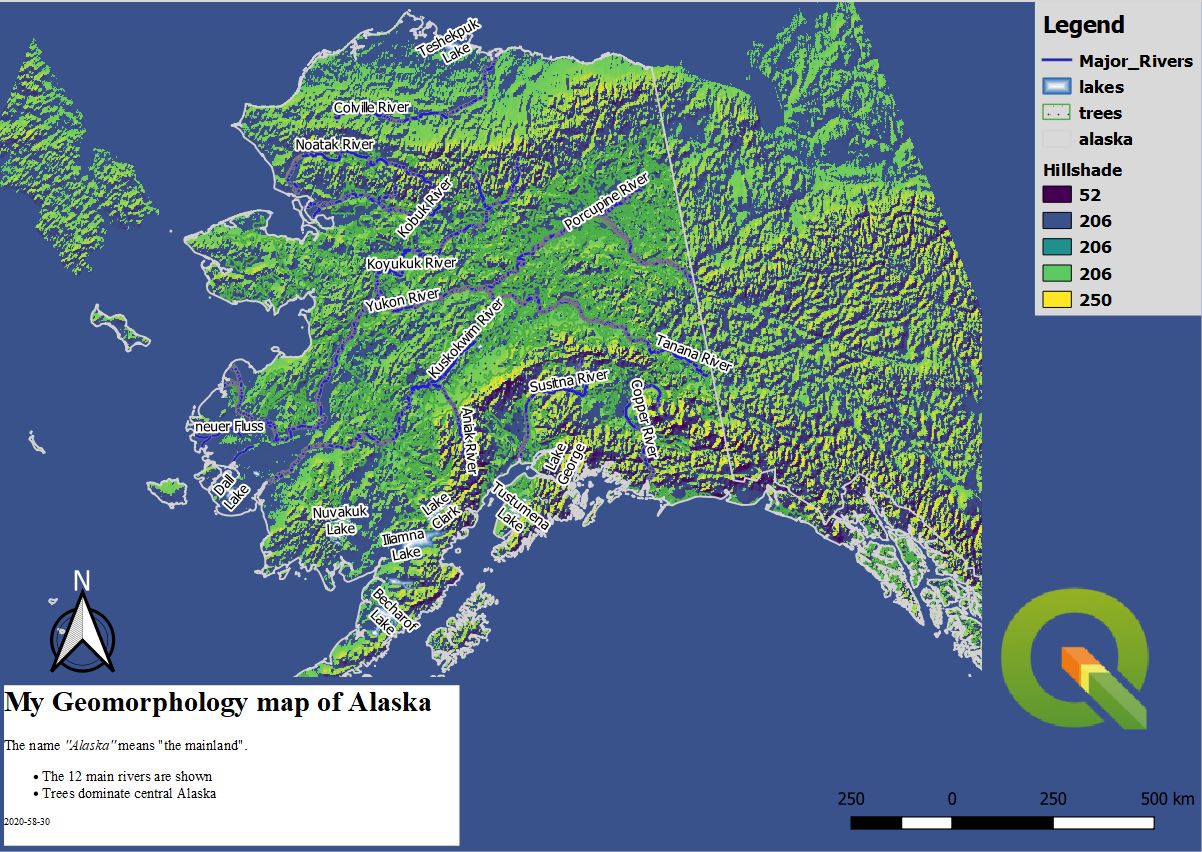 Teshekpuk
Lake
Colville River
Noatak River
Kobuk River
Porcupine River
Koyukuk River
Yukon River
Kuskokwim River
Tanana River
Susitna River
Copper River
neuer Fluss
Aniak River
Lake
George
Dall
Lake
Lake
Clark
Tustumena
Lake
Nuvakuk
Lake
Iliamna
Lake
Becharof
Lake
Legend
Major_Rivers
lakes
trees
alaska
Hillshade
52
206
206
206
250
N
My Geomorphology map of Alaska
The name "Alaska" means "the mainland".
• The 12 main rivers are shown
• Trees dominate central Alaska
2020-58-30
250 0 250 500 km